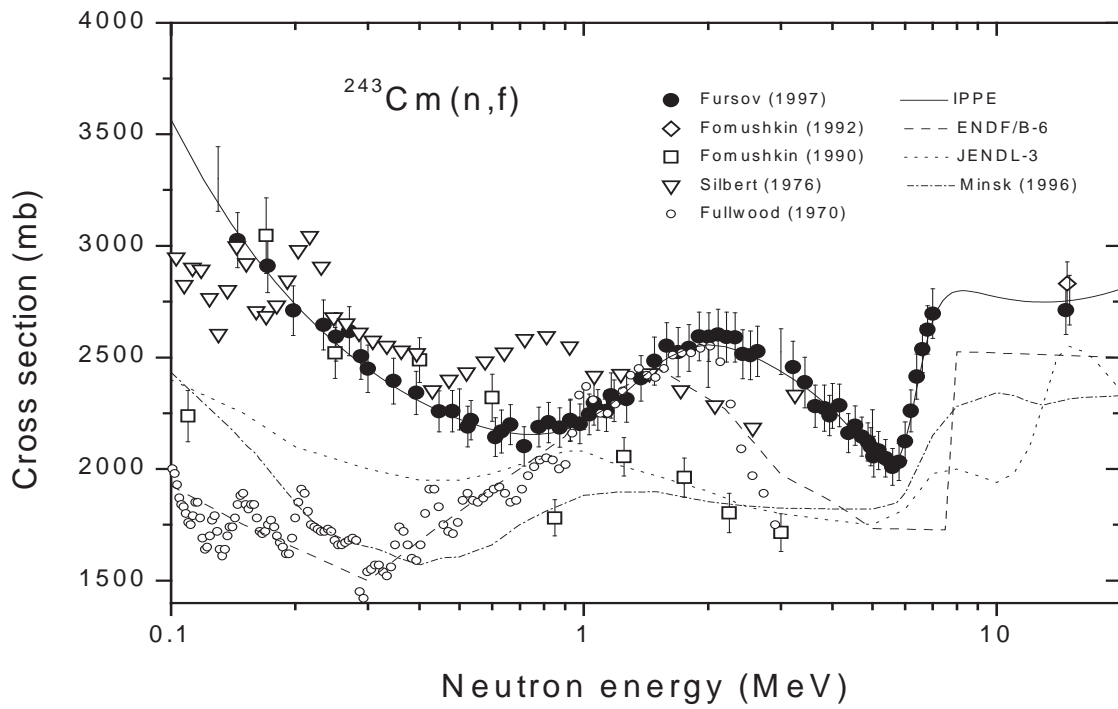 4000
3500
3000
2500
2000
1500
Cross section (mb)
²⁴³Cm(n,f)
Fursov (1997)
Fomushkin (1992)
Fomushkin (1990)
Silbert (1976)
Fullwood (1970)
IPPE
ENDF/B-6
JENDL-3
Minsk (1996)
0.1
1
10
Neutron energy (MeV)